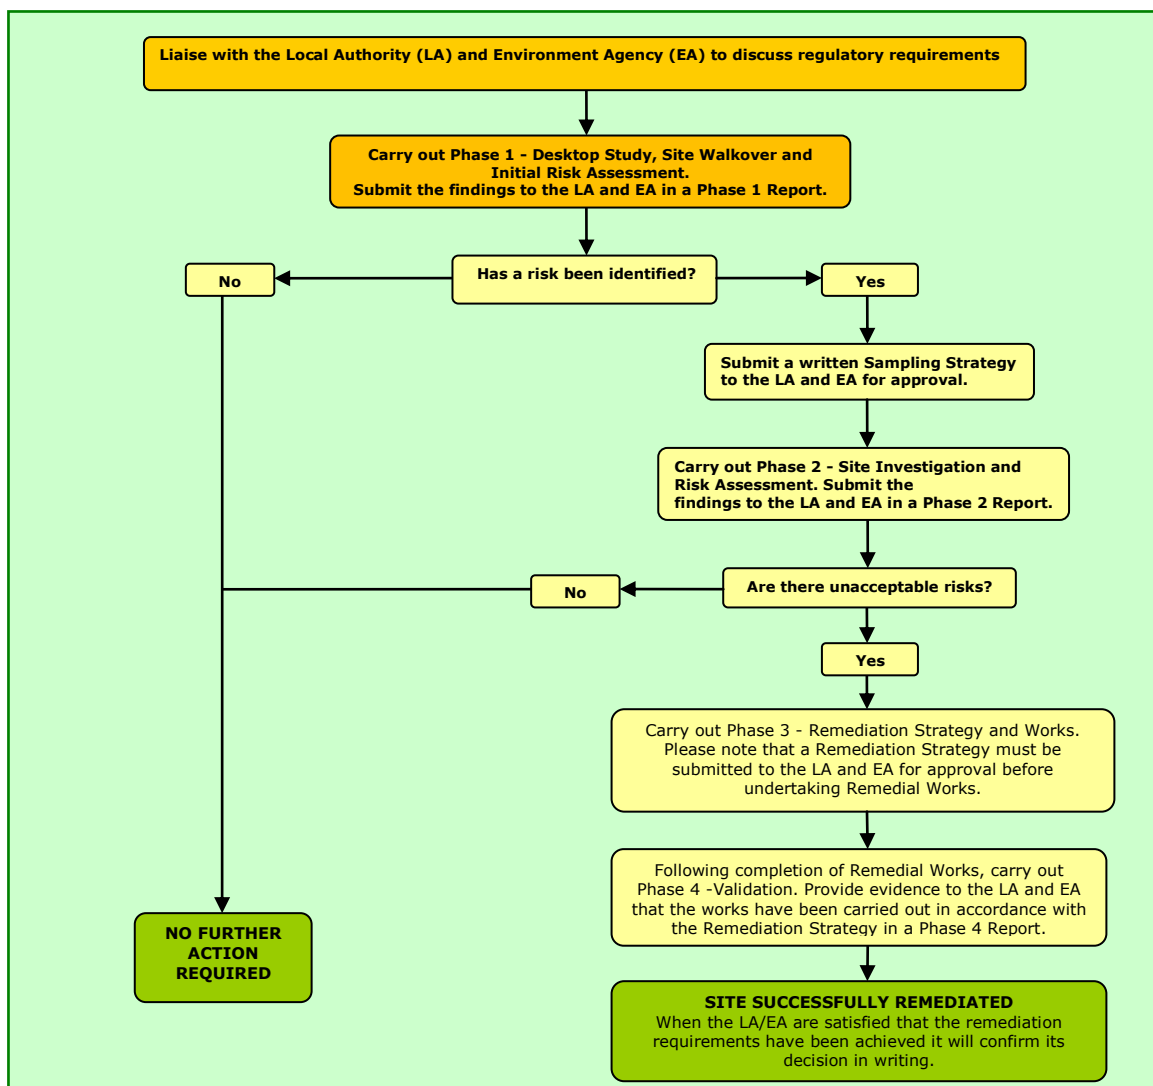 Liaise with the Local Authority (LA) and Environment Agency (EA) to discuss regulatory requirements
Carry out Phase 1 - Desktop Study, Site Walkover and
Initial Risk Assessment.
Submit the findings to the LA and EA in a Phase 1 Report.
Has a risk been identified?
No
Yes
Submit a written Sampling Strategy
to the LA and EA for approval.
Carry out Phase 2 - Site Investigation and
Risk Assessment. Submit the
findings to the LA and EA in a Phase 2 Report.
Are there unacceptable risks?
No
Yes
Carry out Phase 3 - Remediation Strategy and Works.
Please note that a Remediation Strategy must be
submitted to the LA and EA for approval before
undertaking Remedial Works.
Following completion of Remedial Works, carry out
Phase 4 -Validation. Provide evidence to the LA and EA
that the works have been carried out in accordance with
the Remediation Strategy in a Phase 4 Report.
NO FURTHER
ACTION
REQUIRED
SITE SUCCESSFULLY REMEDIATED
When the LA/EA are satisfied that the remediation
requirements have been achieved it will confirm its
decision in writing.